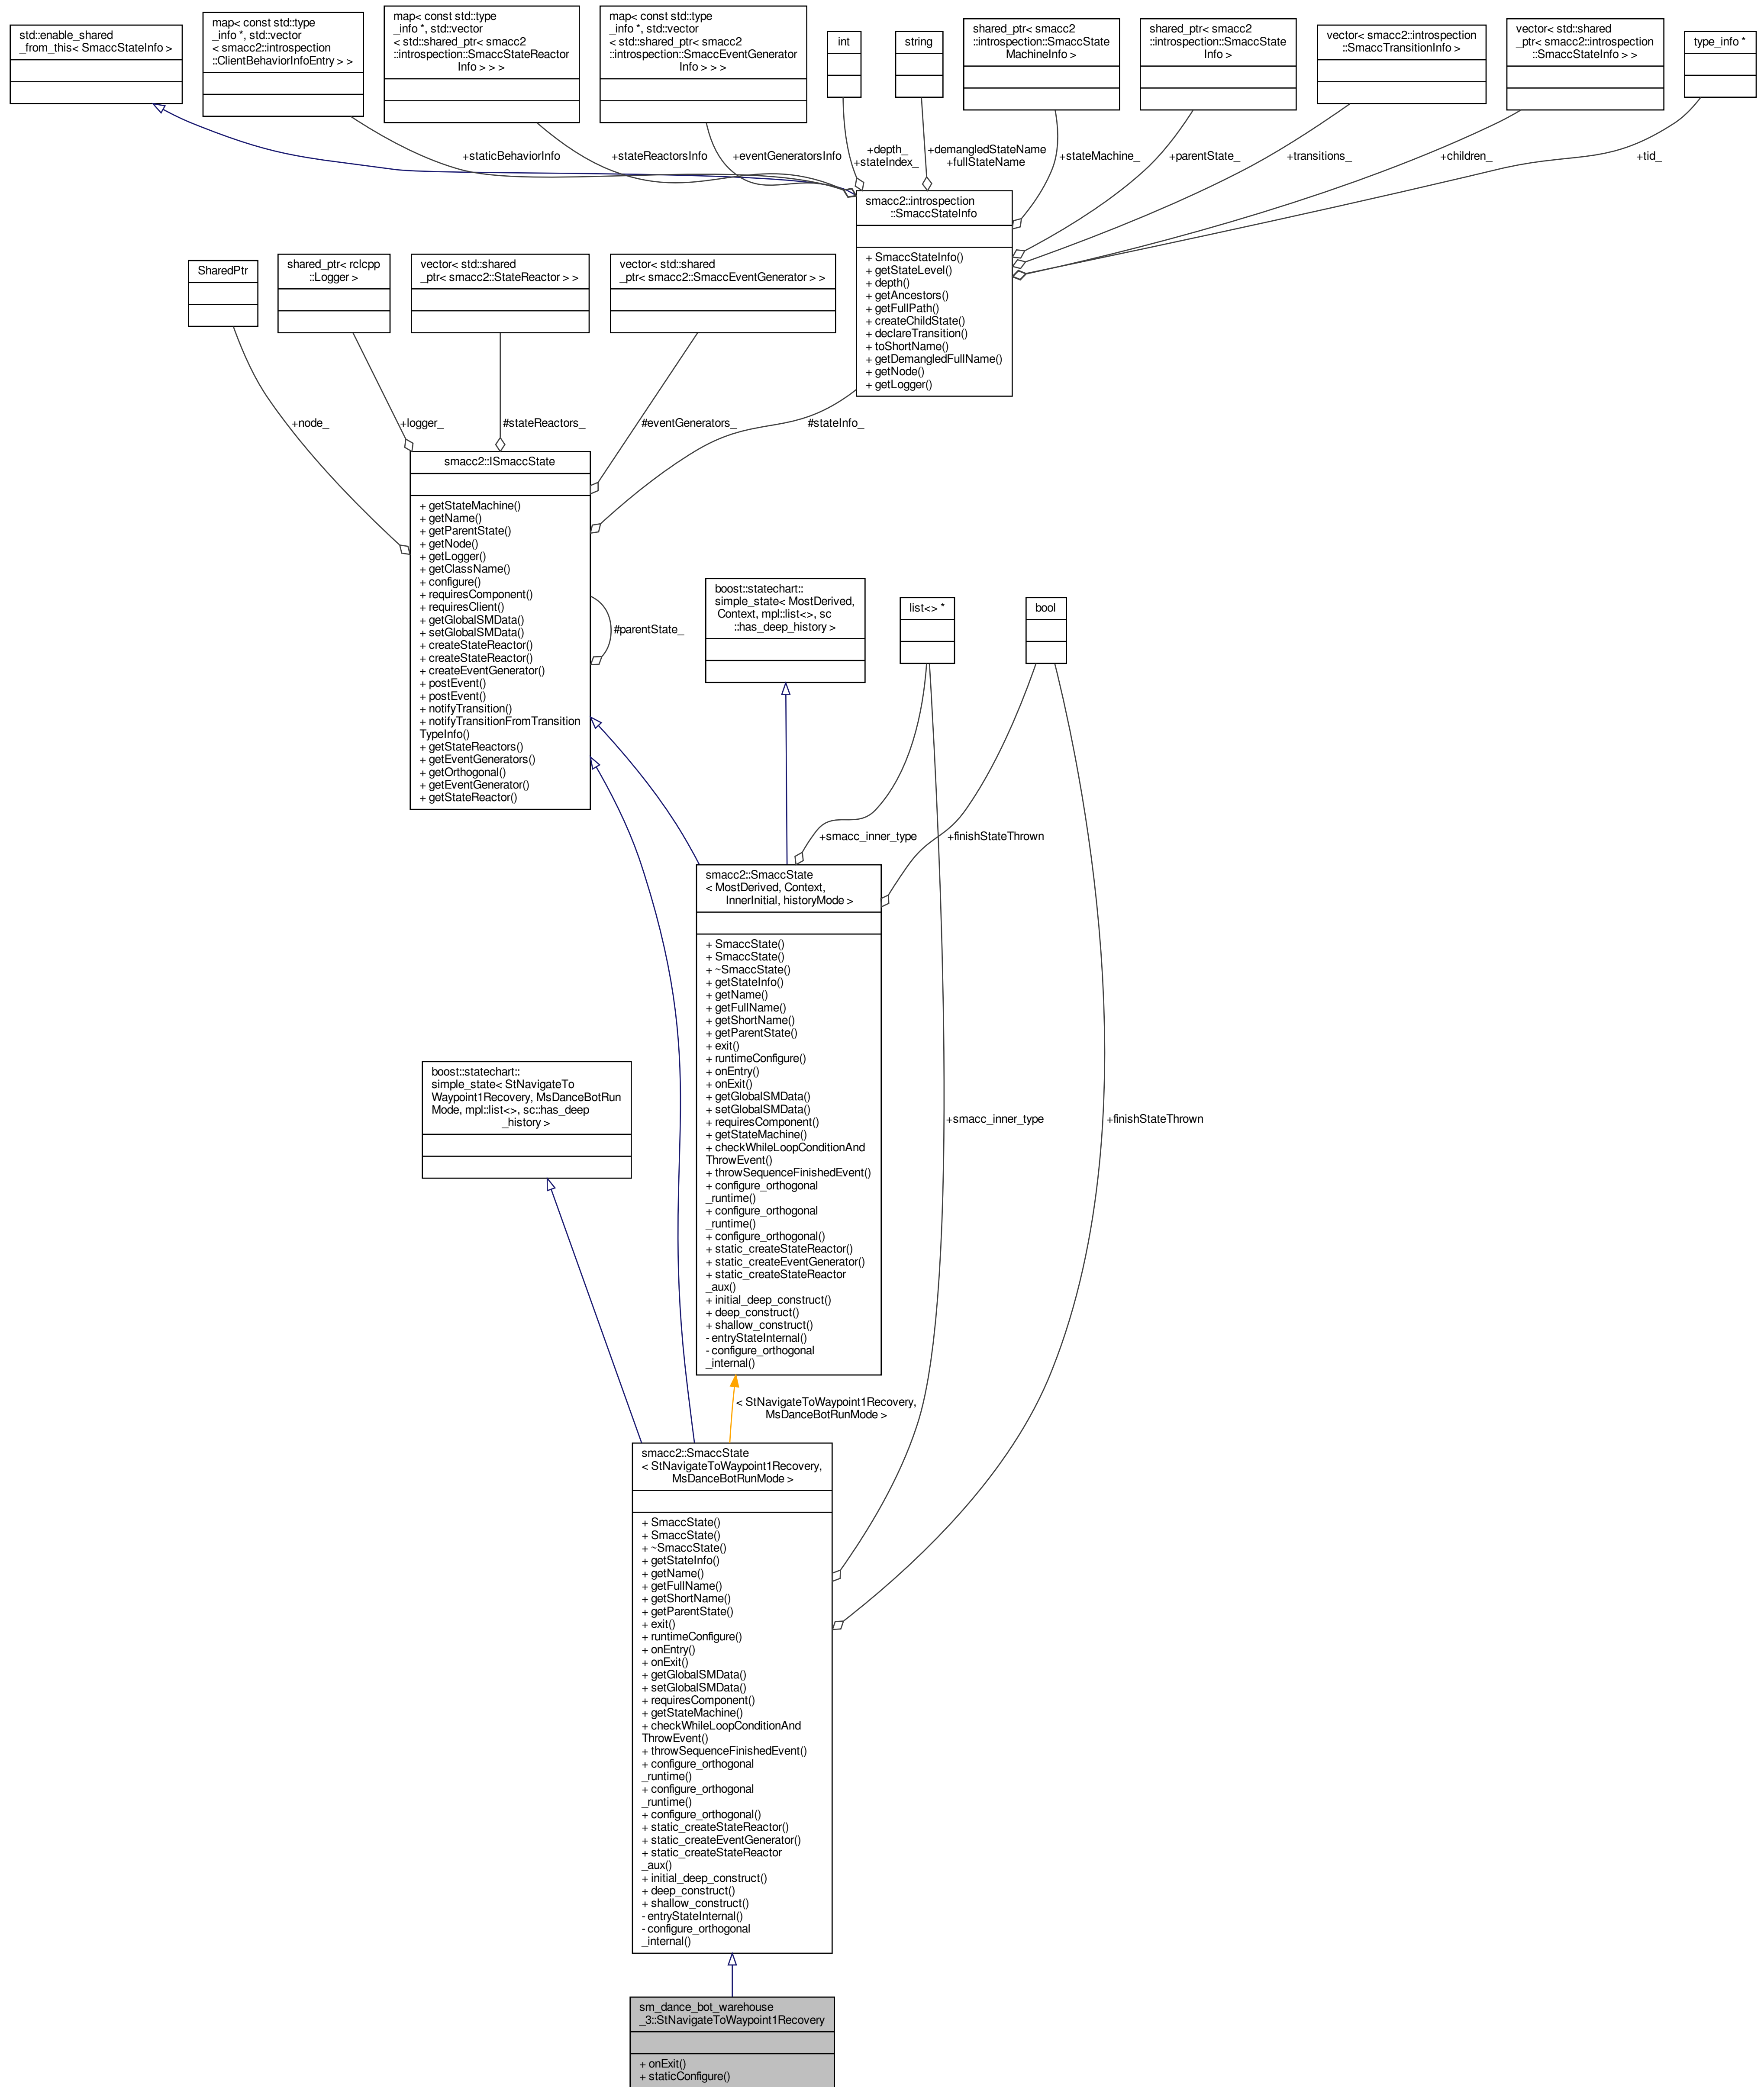 std::enable_shared
_from_this< SmaccStateInfo >
map< const std::type
_info *, std::vector
< smacc2::introspection
::ClientBehaviorInfoEntry > >
map< const std::type
_info *, std::vector
< std::shared_ptr< smacc2
::introspection::SmaccStateReactor
Info > > >
map< const std::type
_info *, std::vector
< std::shared_ptr< smacc2
::introspection::SmaccEventGenerator
Info > > >
int
string
shared_ptr< smacc2
::introspection::SmaccState
MachineInfo >
shared_ptr< smacc2
::introspection::SmaccState
Info >
vector< smacc2::introspection
::SmaccTransitionInfo >
vector< std::shared
_ptr< smacc2::introspection
::SmaccStateInfo > >
type_info *
+staticBehaviorInfo
+stateReactorsInfo
+eventGeneratorsInfo
+depth_
+stateIndex_
+demangledStateName
+fullStateName
+stateMachine_
+parentState_
+transitions_
+children_
+tid_
smacc2::introspection
::SmaccStateInfo
+ SmaccStateInfo()
+ getStateLevel()
+ depth()
+ getAncestors()
+ getFullPath()
+ createChildState()
+ declareTransition()
+ toShortName()
+ getDemangledFullName()
+ getNode()
+ getLogger()
SharedPtr
shared_ptr< rclcpp
::Logger >
vector< std::shared
_ptr< smacc2::StateReactor > >
vector< std::shared
_ptr< smacc2::SmaccEventGenerator > >
+node_
+logger_
#stateReactors_
#eventGenerators_
#stateInfo_
smacc2::ISmaccState
+ getStateMachine()
+ getName()
+ getParentState()
+ getNode()
+ getLogger()
+ getClassName()
+ configure()
+ requiresComponent()
+ requiresClient()
+ getGlobalSMData()
+ setGlobalSMData()
+ createStateReactor()
+ createStateReactor()
+ createEventGenerator()
+ postEvent()
+ postEvent()
+ notifyTransition()
+ notifyTransitionFromTransition
TypeInfo()
+ getStateReactors()
+ getEventGenerators()
+ getOrthogonal()
+ getEventGenerator()
+ getStateReactor()
#parentState_
boost::statechart::
simple_state< MostDerived,
Context, mpl::list<>, sc
::has_deep_history >
list<> *
bool
+smacc_inner_type
+finishStateThrown
smacc2::SmaccState
< MostDerived, Context,
InnerInitial, historyMode >
+ SmaccState()
+ SmaccState()
+ ~SmaccState()
+ getStateInfo()
+ getName()
+ getFullName()
+ getShortName()
+ getParentState()
+ exit()
+ runtimeConfigure()
+ onEntry()
+ onExit()
+ getGlobalSMData()
+ setGlobalSMData()
+ requiresComponent()
+ getStateMachine()
+ checkWhileLoopConditionAnd
ThrowEvent()
+ throwSequenceFinishedEvent()
+ configure_orthogonal
_runtime()
+ configure_orthogonal
_runtime()
+ configure_orthogonal()
+ static_createStateReactor()
+ static_createEventGenerator()
+ static_createStateReactor
_aux()
+ initial_deep_construct()
+ deep_construct()
+ shallow_construct()
- entryStateInternal()
- configure_orthogonal
_internal()
boost::statechart::
simple_state< StNavigateTo
Waypoint1Recovery, MsDanceBotRun
Mode, mpl::list<>, sc::has_deep
_history >
+smacc_inner_type
+finishStateThrown
< StNavigateToWaypoint1Recovery,
MsDanceBotRunMode >
smacc2::SmaccState
< StNavigateToWaypoint1Recovery,
MsDanceBotRunMode >
+ SmaccState()
+ SmaccState()
+ ~SmaccState()
+ getStateInfo()
+ getName()
+ getFullName()
+ getShortName()
+ getParentState()
+ exit()
+ runtimeConfigure()
+ onEntry()
+ onExit()
+ getGlobalSMData()
+ setGlobalSMData()
+ requiresComponent()
+ getStateMachine()
+ checkWhileLoopConditionAnd
ThrowEvent()
+ throwSequenceFinishedEvent()
+ configure_orthogonal
_runtime()
+ configure_orthogonal
_runtime()
+ configure_orthogonal()
+ static_createStateReactor()
+ static_createEventGenerator()
+ static_createStateReactor
_aux()
+ initial_deep_construct()
+ deep_construct()
+ shallow_construct()
- entryStateInternal()
- configure_orthogonal
_internal()
sm_dance_bot_warehouse
_3::StNavigateToWaypoint1Recovery
+ onExit()
+ staticConfigure()